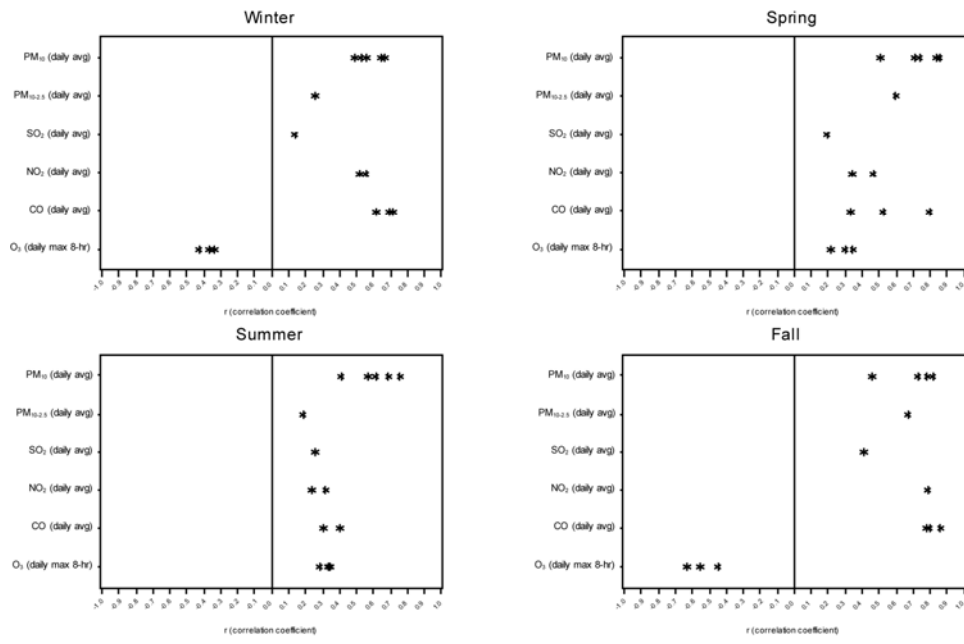 Winter
PM₁₀ (daily avg)
PM₁₀₋₂.₅ (daily avg)
SO₂ (daily avg)
NO₂ (daily avg)
CO (daily avg)
O₃ (daily max 8-hr)
-1.0 -0.9 -0.8 -0.7 -0.6 -0.5 -0.4 -0.3 -0.2 -0.1 0.0 0.1 0.2 0.3 0.4 0.5 0.6 0.7 0.8 0.9 1.0
r (correlation coefficient)
Spring
PM₁₀ (daily avg)
PM₁₀₋₂.₅ (daily avg)
SO₂ (daily avg)
NO₂ (daily avg)
CO (daily avg)
O₃ (daily max 8-hr)
-1.0 -0.9 -0.8 -0.7 -0.6 -0.5 -0.4 -0.3 -0.2 -0.1 0.0 0.1 0.2 0.3 0.4 0.5 0.6 0.7 0.8 0.9 1.0
r (correlation coefficient)
Summer
PM₁₀ (daily avg)
PM₁₀₋₂.₅ (daily avg)
SO₂ (daily avg)
NO₂ (daily avg)
CO (daily avg)
O₃ (daily max 8-hr)
-1.0 -0.9 -0.8 -0.7 -0.6 -0.5 -0.4 -0.3 -0.2 -0.1 0.0 0.1 0.2 0.3 0.4 0.5 0.6 0.7 0.8 0.9 1.0
r (correlation coefficient)
Fall
PM₁₀ (daily avg)
PM₁₀₋₂.₅ (daily avg)
SO₂ (daily avg)
NO₂ (daily avg)
CO (daily avg)
O₃ (daily max 8-hr)
-1.0 -0.9 -0.8 -0.7 -0.6 -0.5 -0.4 -0.3 -0.2 -0.1 0.0 0.1 0.2 0.3 0.4 0.5 0.6 0.7 0.8 0.9 1.0
r (correlation coefficient)